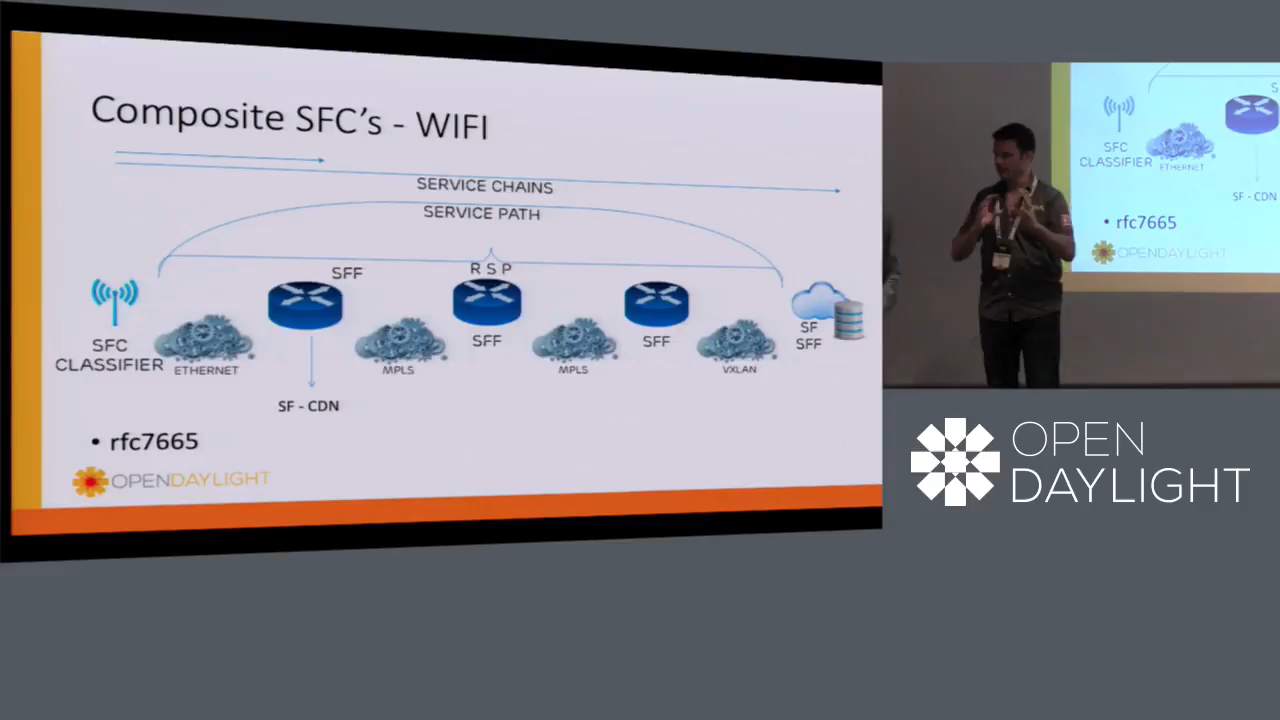 Composite SFC's - WIFI
SERVICE CHAINS
SERVICE PATH
SFF
R S P
SFC
CLASSIFIER
ETHERNET
MPLS
SFF
MPLS
SFF
VXLAN
SF
SFF
SF - CDN
• rfc7665
OPENDAYLIGHT
S
SFC
CLASSIFIER
ETHERNET
SF - CDN
• rfc7665
OPENDAYLIGHT
OPEN
DAYLIGHT